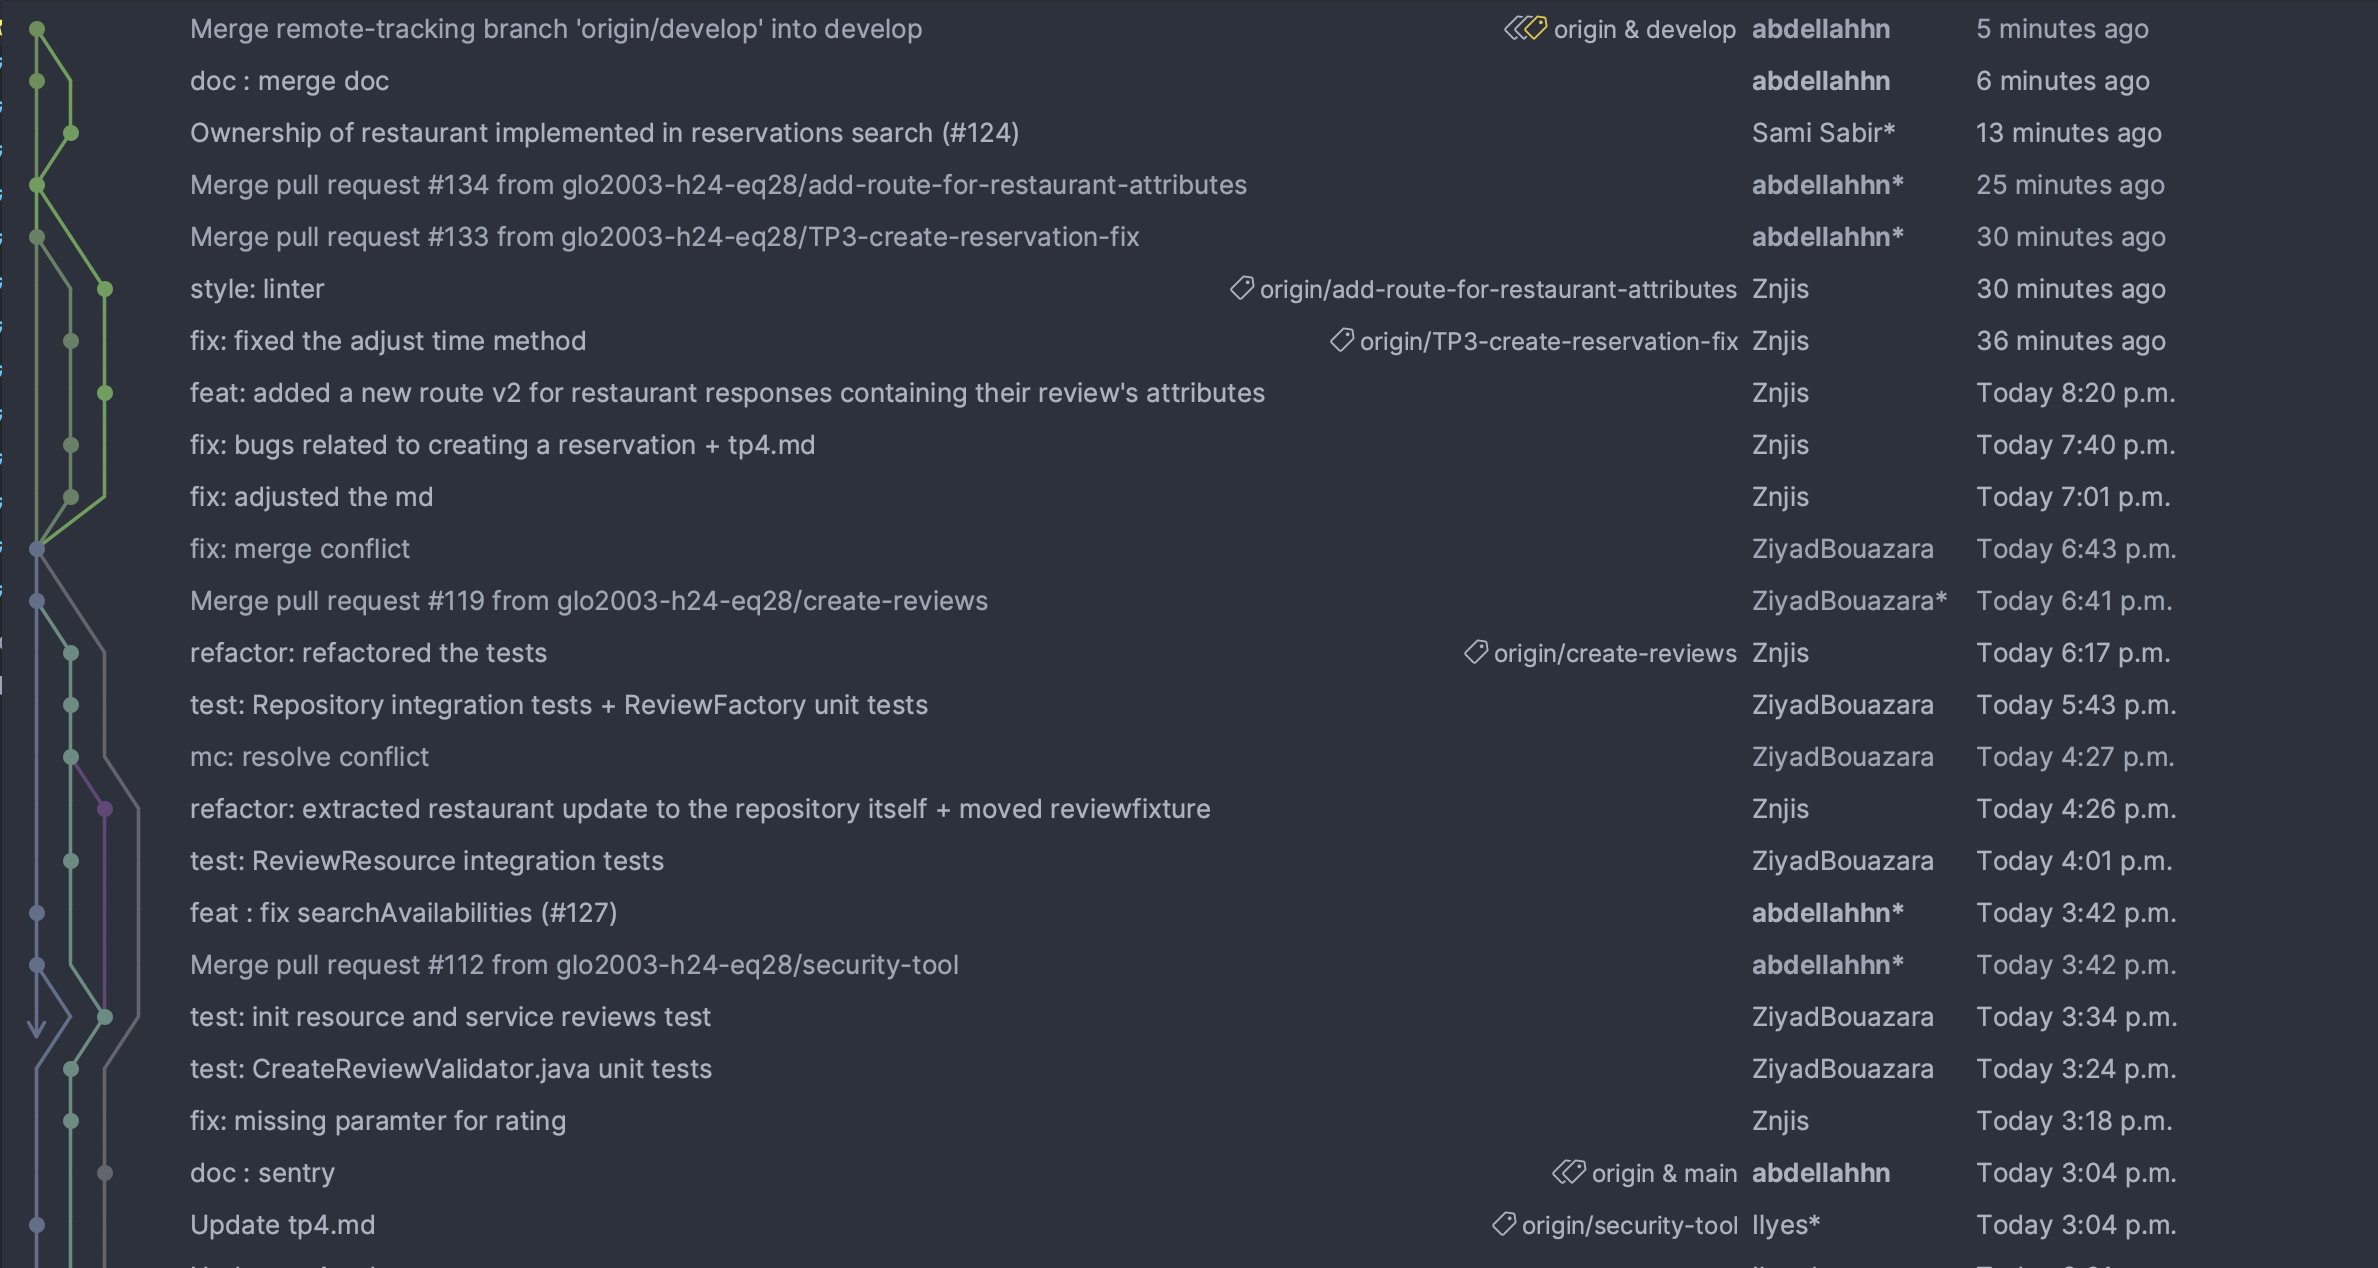 Merge remote-tracking branch 'origin/develop' into develop origin & develop abdellahhn 5 minutes ago
doc : merge doc abdellahhn 6 minutes ago
Ownership of restaurant implemented in reservations search (#124) Sami Sabir* 13 minutes ago
Merge pull request #134 from glo2003-h24-eq28/add-route-for-restaurant-attributes abdellahhn* 25 minutes ago
Merge pull request #133 from glo2003-h24-eq28/TP3-create-reservation-fix abdellahhn* 30 minutes ago
style: linter origin/add-route-for-restaurant-attributes Znjis 30 minutes ago
fix: fixed the adjust time method origin/TP3-create-reservation-fix Znjis 36 minutes ago
feat: added a new route v2 for restaurant responses containing their review's attributes Znjis Today 8:20 p.m.
fix: bugs related to creating a reservation + tp4.md Znjis Today 7:40 p.m.
fix: adjusted the md Znjis Today 7:01 p.m.
fix: merge conflict ZiyadBouazara Today 6:43 p.m.
Merge pull request #119 from glo2003-h24-eq28/create-reviews ZiyadBouazara* Today 6:41 p.m.
refactor: refactored the tests origin/create-reviews Znjis Today 6:17 p.m.
test: Repository integration tests + ReviewFactory unit tests ZiyadBouazara Today 5:43 p.m.
mc: resolve conflict ZiyadBouazara Today 4:27 p.m.
refactor: extracted restaurant update to the repository itself + moved reviewfixture Znjis Today 4:26 p.m.
test: ReviewResource integration tests ZiyadBouazara Today 4:01 p.m.
feat : fix searchAvailabilities (#127) abdellahhn* Today 3:42 p.m.
Merge pull request #112 from glo2003-h24-eq28/security-tool abdellahhn* Today 3:42 p.m.
test: init resource and service reviews test ZiyadBouazara Today 3:34 p.m.
test: CreateReviewValidator.java unit tests ZiyadBouazara Today 3:24 p.m.
fix: missing paramter for rating Znjis Today 3:18 p.m.
doc : sentry origin & main abdellahhn Today 3:04 p.m.
Update tp4.md origin/security-tool Ilyes* Today 3:04 p.m.